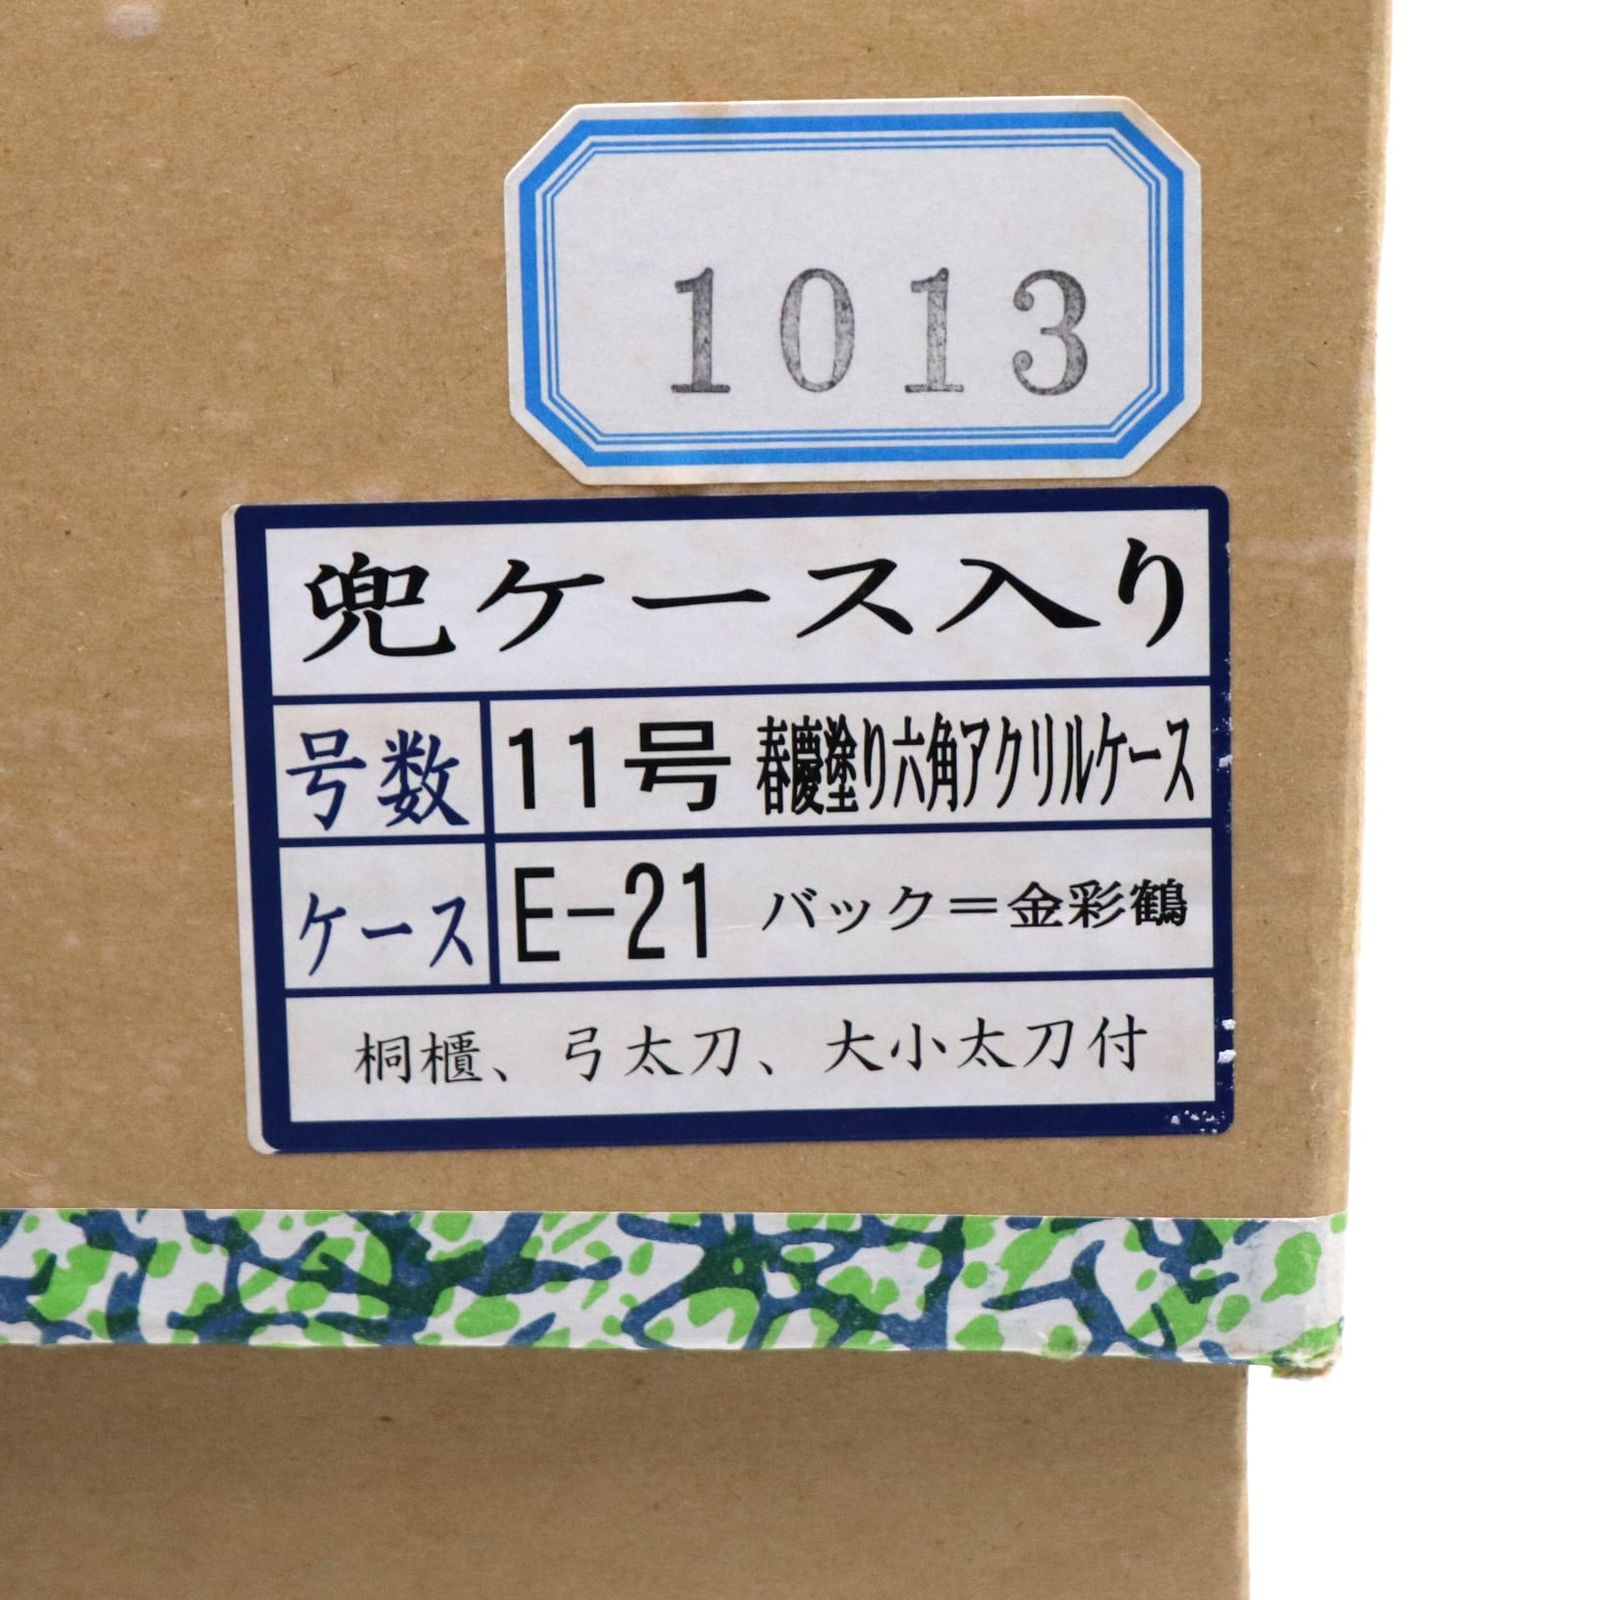 1013
兜ケース入り
号数 11号 春慶塗り六角アクリルケース
ケース E-21 バック＝金彩鶴
桐櫃、弓太刀、大小太刀付